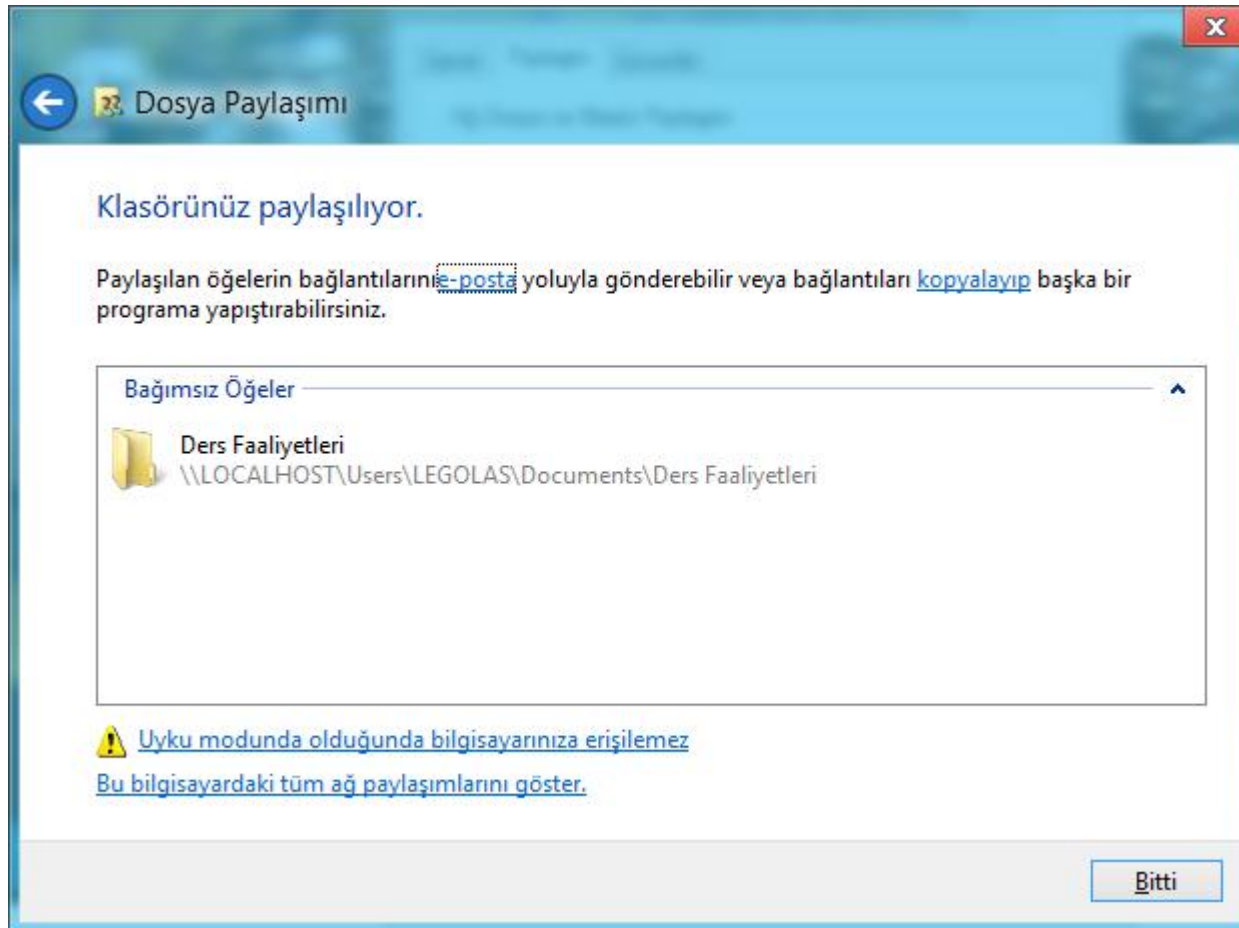 Dosya Paylaşımı
Klasörünüz paylaşılıyor.
Paylaşılan öğelerin bağlantılarını e-posta yoluyla gönderebilir veya bağlantıları kopyalayıp başka bir
programa yapıştırabilirsiniz.
Bağımsız Öğeler
Ders Faaliyetleri
\\LOCALHOST\Users\LEGOLAS\Documents\Ders Faaliyetleri
Uyku modunda olduğunda bilgisayarınıza erişilemez
Bu bilgisayardaki tüm ağ paylaşımlarını göster.
Bitti